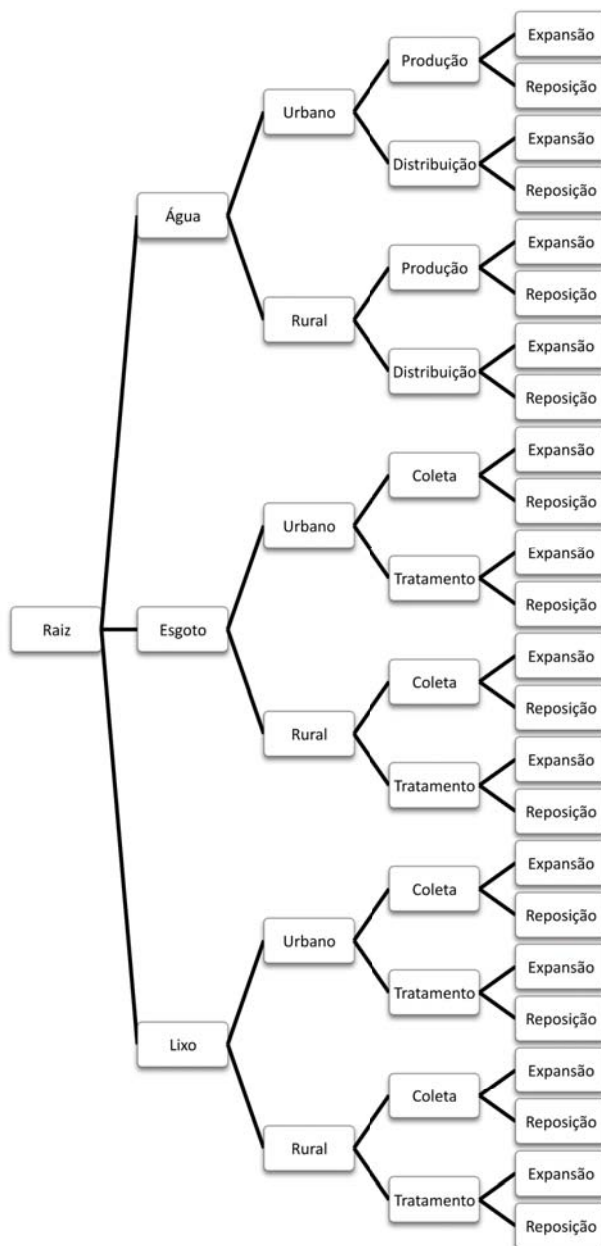 Expansão
Produção
Reposição
Urbano
Expansão
Distribuição
Reposição
Água
Expansão
Produção
Reposição
Rural
Expansão
Distribuição
Reposição
Expansão
Coleta
Reposição
Urbano
Expansão
Tratamento
Reposição
Raiz
Esgoto
Expansão
Coleta
Reposição
Rural
Expansão
Tratamento
Reposição
Expansão
Coleta
Reposição
Urbano
Expansão
Tratamento
Reposição
Lixo
Expansão
Coleta
Reposição
Rural
Expansão
Tratamento
Reposição